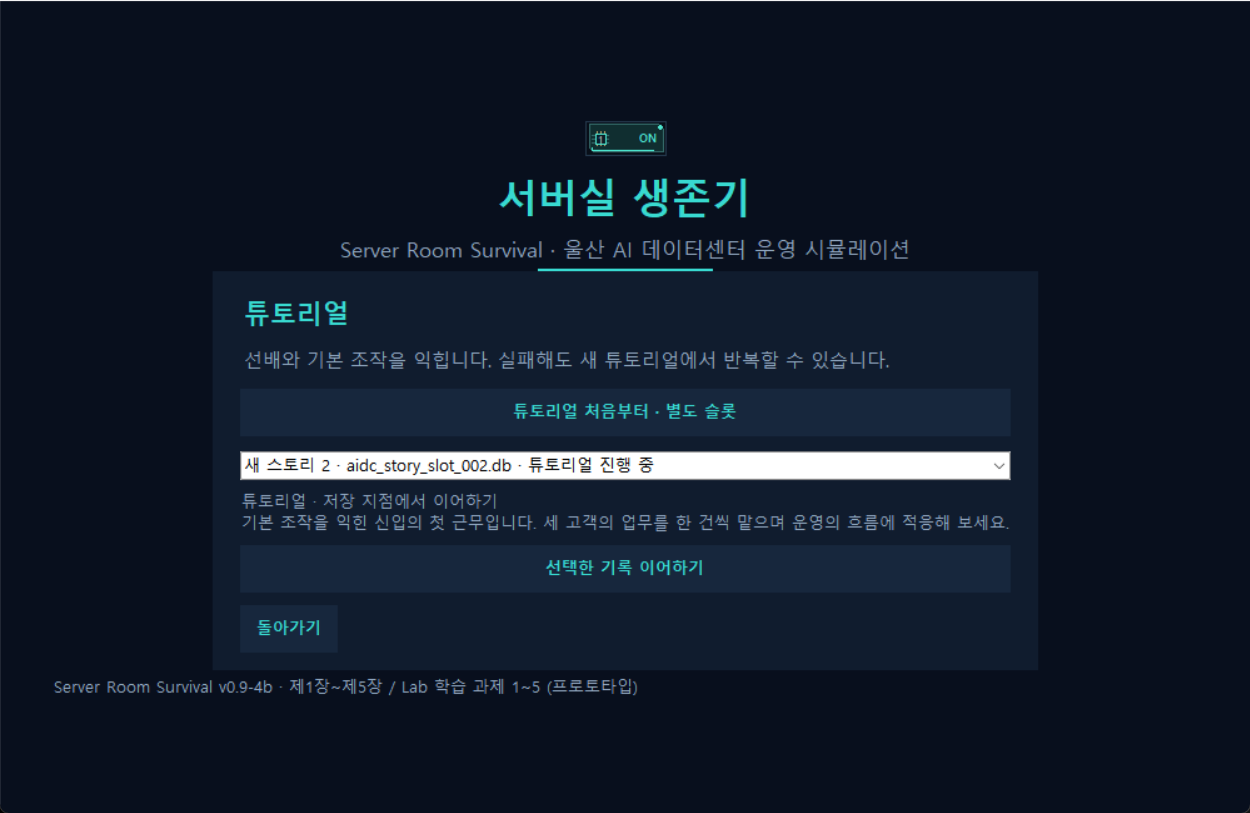 ON
서버실 생존기
Server Room Survival · 울산 AI 데이터센터 운영 시뮬레이션
튜토리얼
선배와 기본 조작을 익힙니다. 실패해도 새 튜토리얼에서 반복할 수 있습니다.
튜토리얼 처음부터 · 별도 슬롯
새 스토리 2 · aidc_story_slot_002.db · 튜토리얼 진행 중
튜토리얼 · 저장 지점에서 이어하기
기본 조작을 익힌 신입의 첫 근무입니다. 세 고객의 업무를 한 건씩 맡으며 운영의 흐름에 적응해 보세요.
선택한 기록 이어하기
돌아가기
Server Room Survival v0.9-4b · 제1장~제5장 / Lab 학습 과제 1~5 (프로토타입)